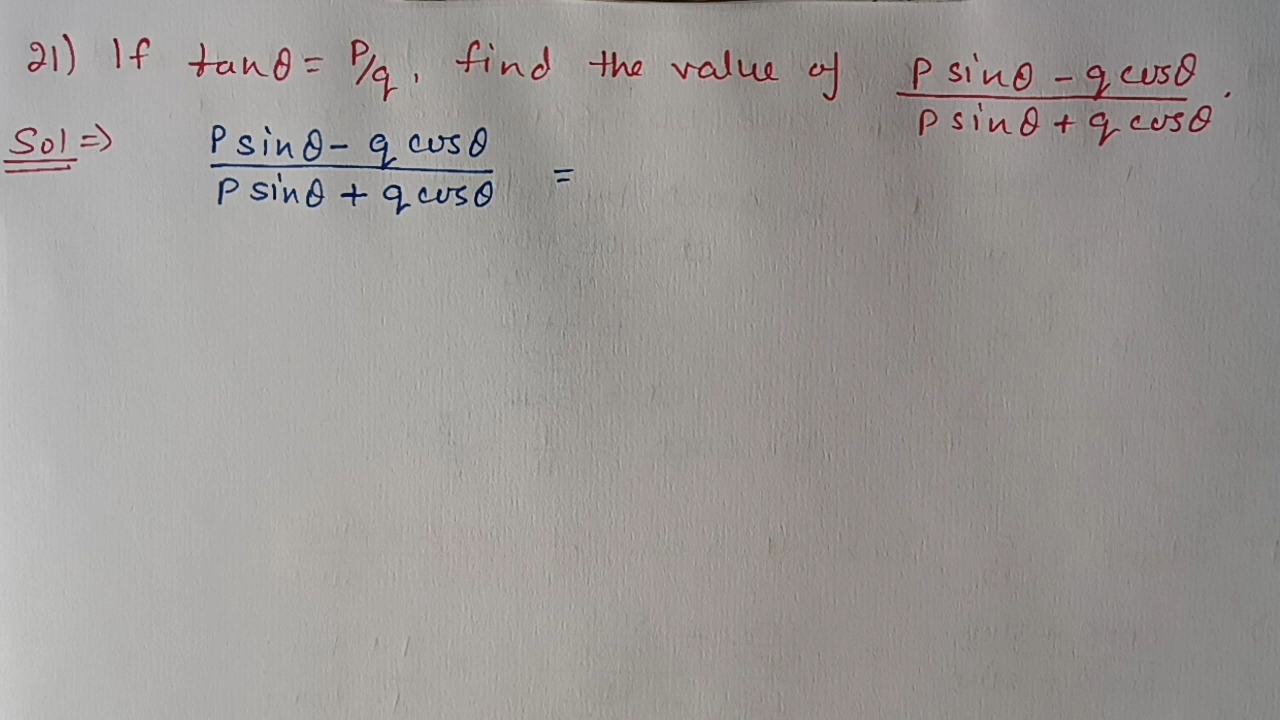 21) If tanθ = P/q, find the value of P sinθ - q cosθ / P sinθ + q cosθ.
Sol => P sinθ - q cosθ / P sinθ + q cosθ =